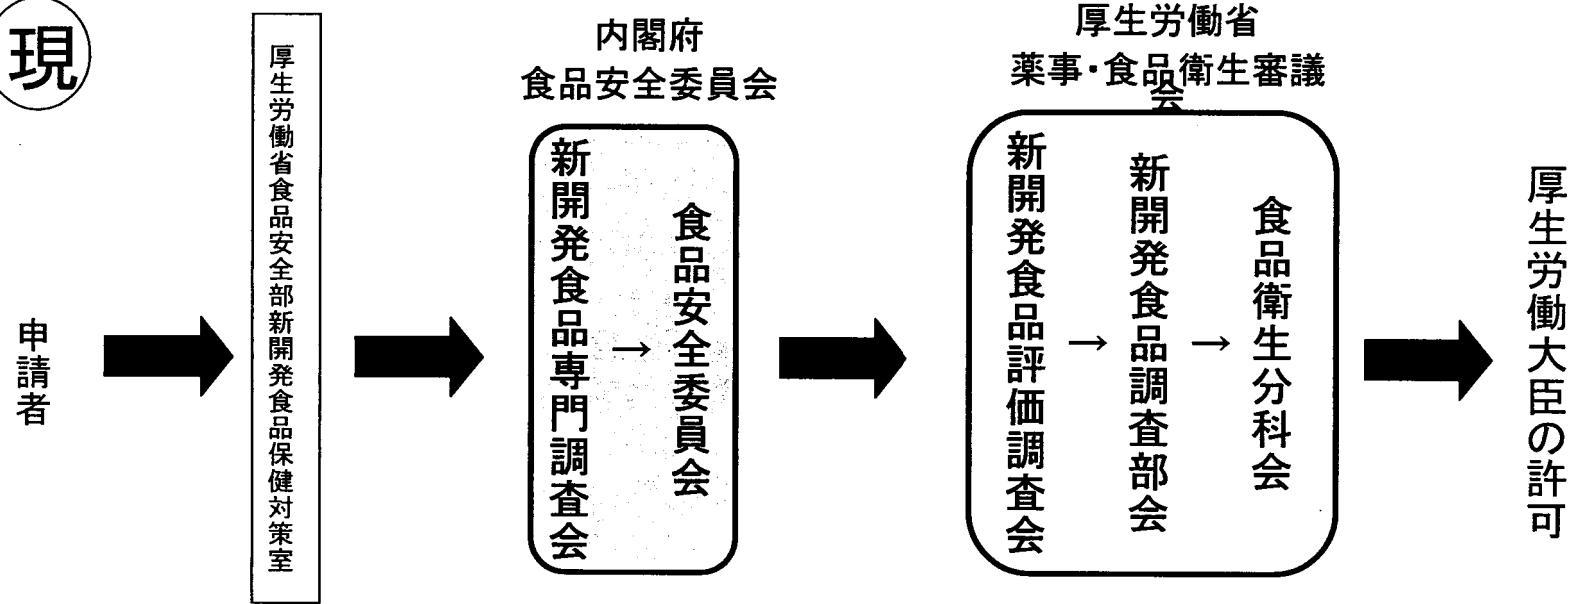 現
申請者
厚生労働省食品安全部新開発食品保健対策室
内閣府
食品安全委員会
新開発食品専門調査会
→
食品安全委員会
厚生労働省
薬事・食品衛生審議
会
新開発食品評価調査会
→
新開発食品調査部会
→
食品衛生分科会
厚生労働大臣の許可